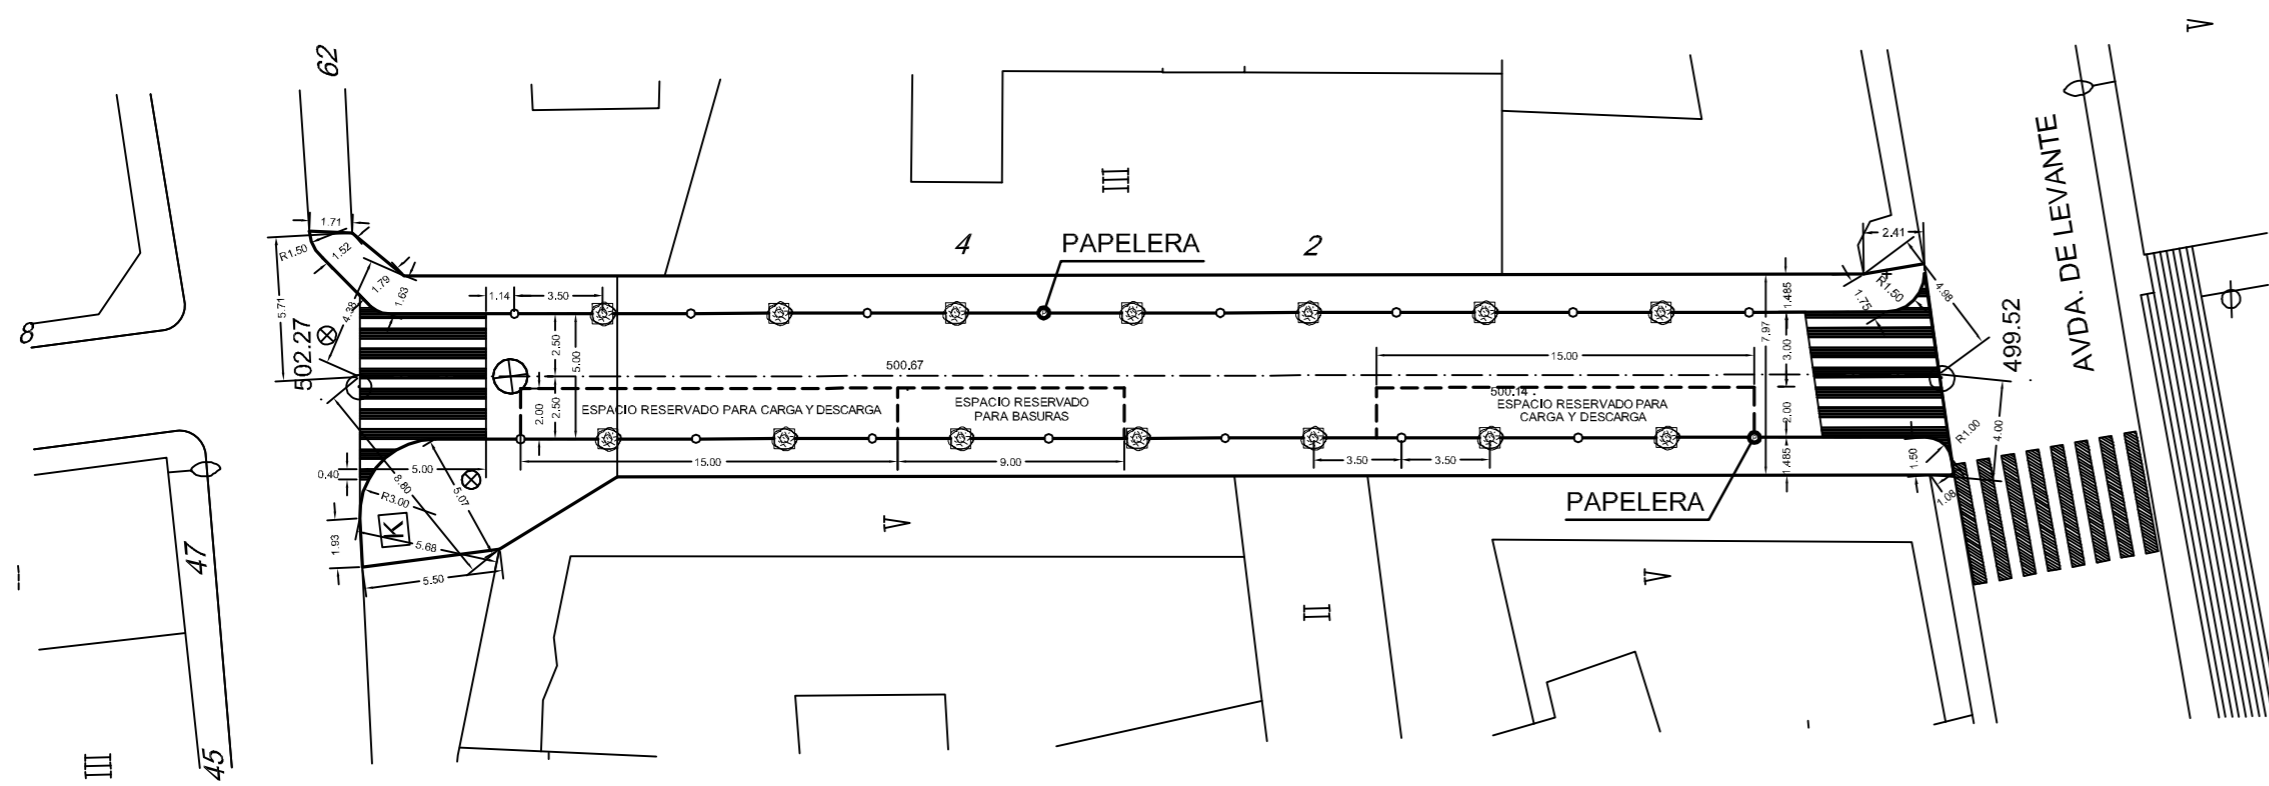 V
62
8
1.71
R1.50
1.52
1.79
1.63
5.71
4.38
502.27
1.14
3.50
2.50
5.00
2.50
2.00
4
PAPELERA
2
III
500.67
15.00
7,97
1.485
3.00
2.00
1.485
2.41
R1.50
1.75
4.98
499.52
AVDA. DE LEVANTE
ESPACIO RESERVADO PARA CARGA Y DESCARGA
ESPACIO RESERVADO
PARA BASURAS
500.14
ESPACIO RESERVADO PARA
CARGA Y DESCARGA
0.40
5.00
8.80
R3.00
5.07
K
5.68
1.93
5.50
15.00
9.00
3.50
3.50
R1.00
4.00
1.50
1.08
PAPELERA
V
V
II
47
45
III